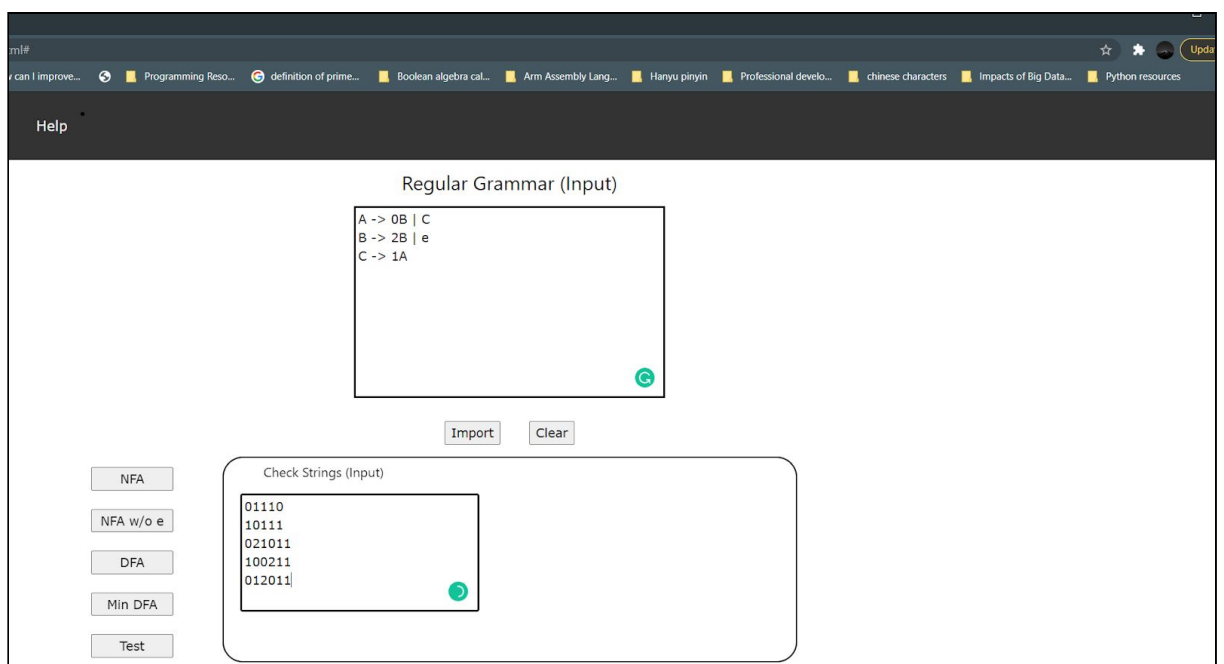 ml#
Upda
can I improve...
Programming Reso...
definition of prime...
Boolean algebra cal...
Arm Assembly Lang...
Hanyu pinyin
Professional develo...
chinese characters
Impacts of Big Data...
Python resources
Help
Regular Grammar (Input)
A -> 0B | C
B -> 2B | e
C -> 1A
Import
Clear
NFA
NFA w/o e
DFA
Min DFA
Test
Check Strings (Input)
01110
10111
021011
100211
012011